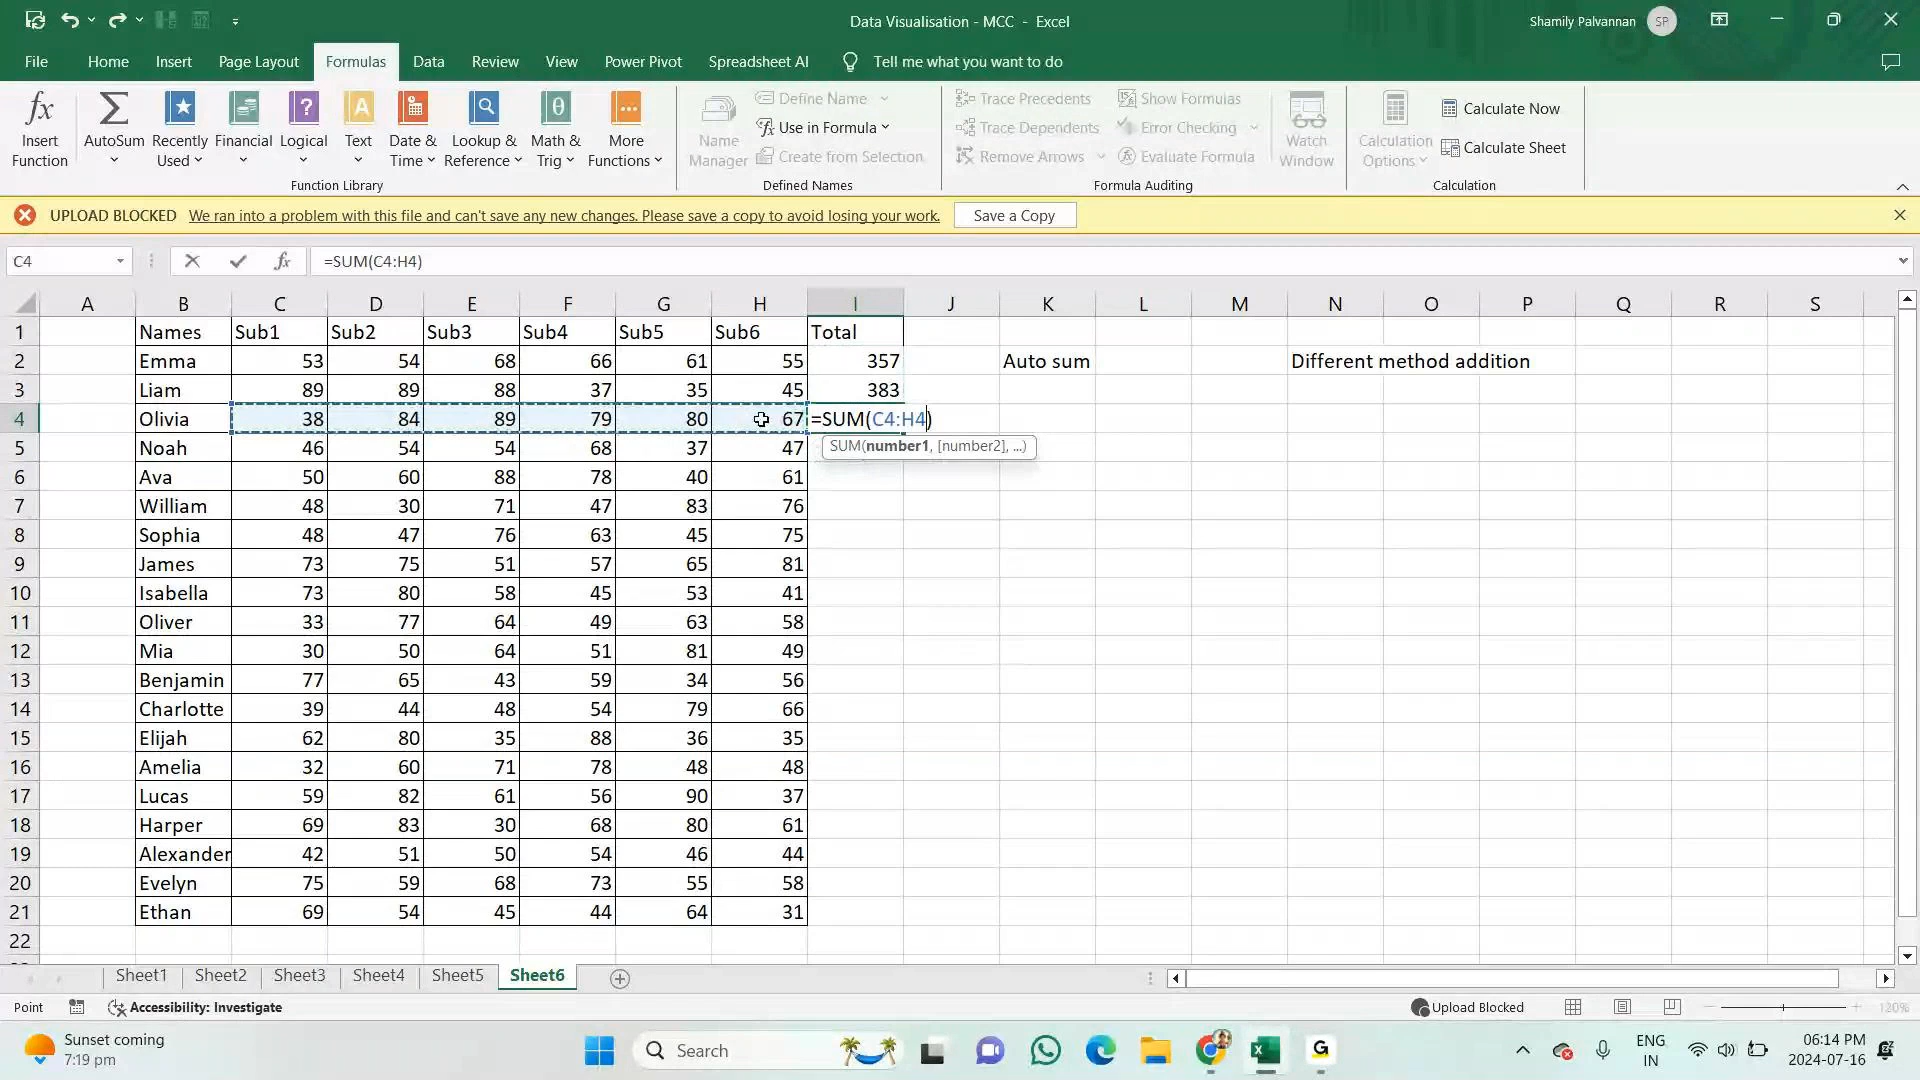 Data Visualisation - MCC - Excel
Shamily Palvannan SP
File Home Insert Page Layout Formulas Data Review View Power Pivot Spreadsheet AI Tell me what you want to do
Insert Function
AutoSum
Recently Used
Financial
Logical
Text
Date & Time
Lookup & Reference
Math & Trig
More Functions
Function Library
Name Manager
Define Name
Use in Formula
Create from Selection
Defined Names
Trace Precedents
Trace Dependents
Remove Arrows
Show Formulas
Error Checking
Evaluate Formula
Formula Auditing
Watch Window
Calculation Options
Calculate Now
Calculate Sheet
Calculation
UPLOAD BLOCKED We ran into a problem with this file and can't save any new changes. Please save a copy to avoid losing your work. Save a Copy
C4 fx =SUM(C4:H4)
A B C D E F G H I J K L M N O P Q R S
1 Names Sub1 Sub2 Sub3 Sub4 Sub5 Sub6 Total
2 Emma 53 54 68 66 61 55 357 Auto sum Different method addition
3 Liam 89 89 88 37 35 45 383
4 Olivia 38 84 89 79 80 67 =SUM(C4:H4)
5 Noah 46 54 54 68 37 47 SUM(number1, [number2], ...)
6 Ava 50 60 88 78 40 61
7 William 48 30 71 47 83 76
8 Sophia 48 47 76 63 45 75
9 James 73 75 51 57 65 81
10 Isabella 73 80 58 45 53 41
11 Oliver 33 77 64 49 63 58
12 Mia 30 50 64 51 81 49
13 Benjamin 77 65 43 59 34 56
14 Charlotte 39 44 48 54 79 66
15 Elijah 62 80 35 88 36 35
16 Amelia 32 60 71 78 48 48
17 Lucas 59 82 61 56 90 37
18 Harper 69 83 30 68 80 61
19 Alexander 42 51 50 54 46 44
20 Evelyn 75 59 68 73 55 58
21 Ethan 69 54 45 44 64 31
22
Sheet1 Sheet2 Sheet3 Sheet4 Sheet5 Sheet6
Point Accessibility: Investigate Upload Blocked 120%
Sunset coming
7:19 pm
Search
ENG
IN
06:14 PM
2024-07-16